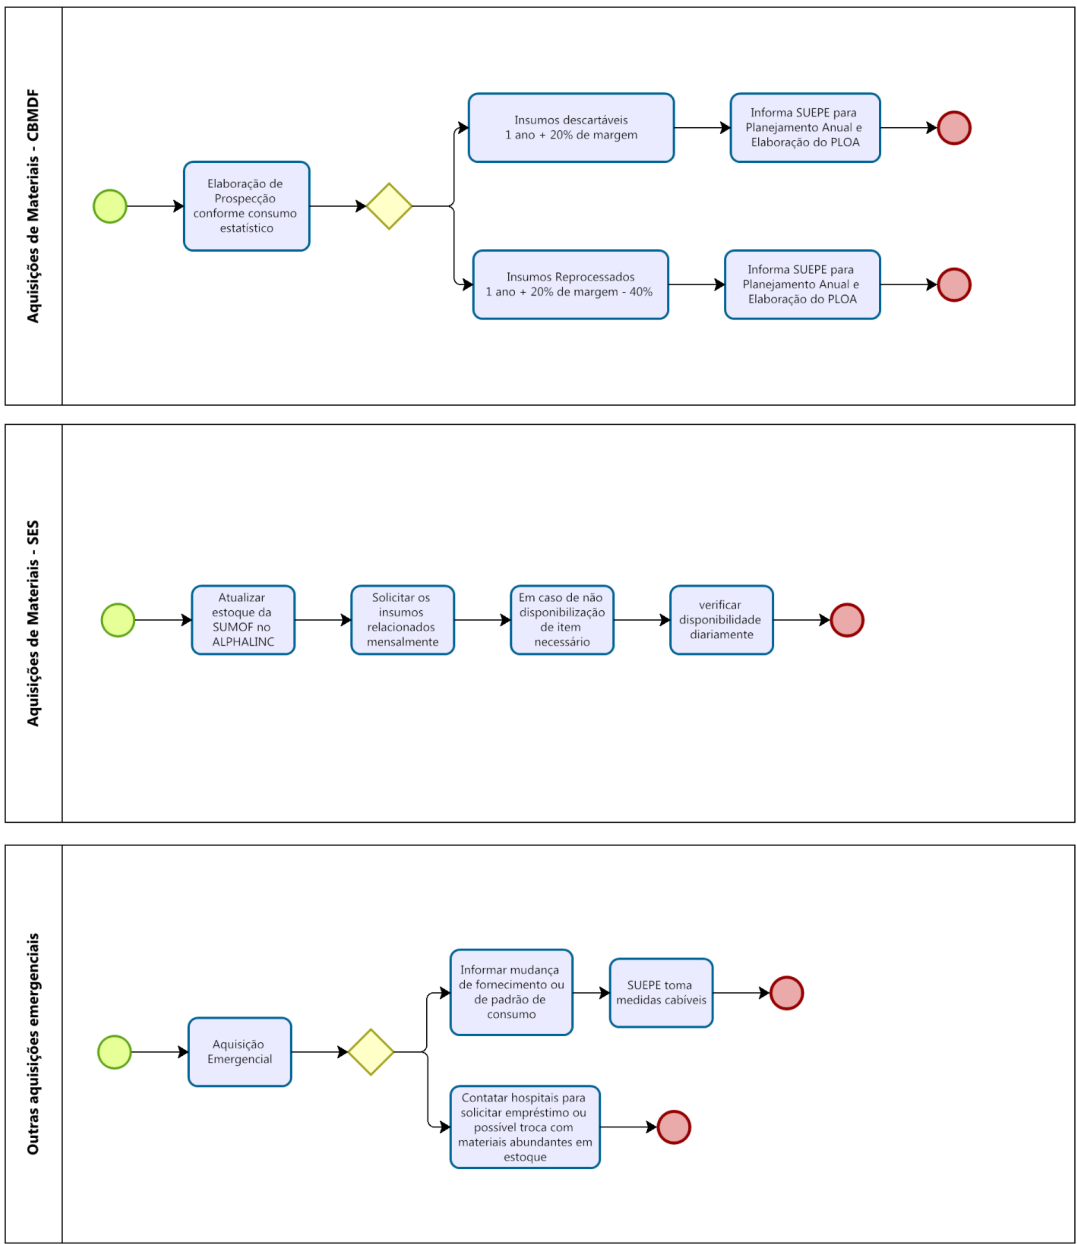 Aquisições de Materiais - CBMDF
Elaboração de
Prospecção
conforme consumo
estatístico
Insumos descartáveis
1 ano + 20% de margem
Informa SUEPE para
Planejamento Anual e
Elaboração do PLOA
Insumos Reprocessados
1 ano + 20% de margem - 40%
Informa SUEPE para
Planejamento Anual e
Elaboração do PLOA
Aquisições de Materiais - SES
Atualizar
estoque da
SUMOF no
ALPHALINC
Solicitar os
insumos
relacionados
mensalmente
Em caso de não
disponibilização
de item
necessário
verificar
disponibilidade
diariamente
Outras aquisições emergenciais
Aquisição
Emergencial
Informar mudança
de fornecimento ou
de padrão de
consumo
SUEPE toma
medidas cabíveis
Contatar hospitais para
solicitar empréstimo ou
possível troca com
materiais abundantes em
estoque